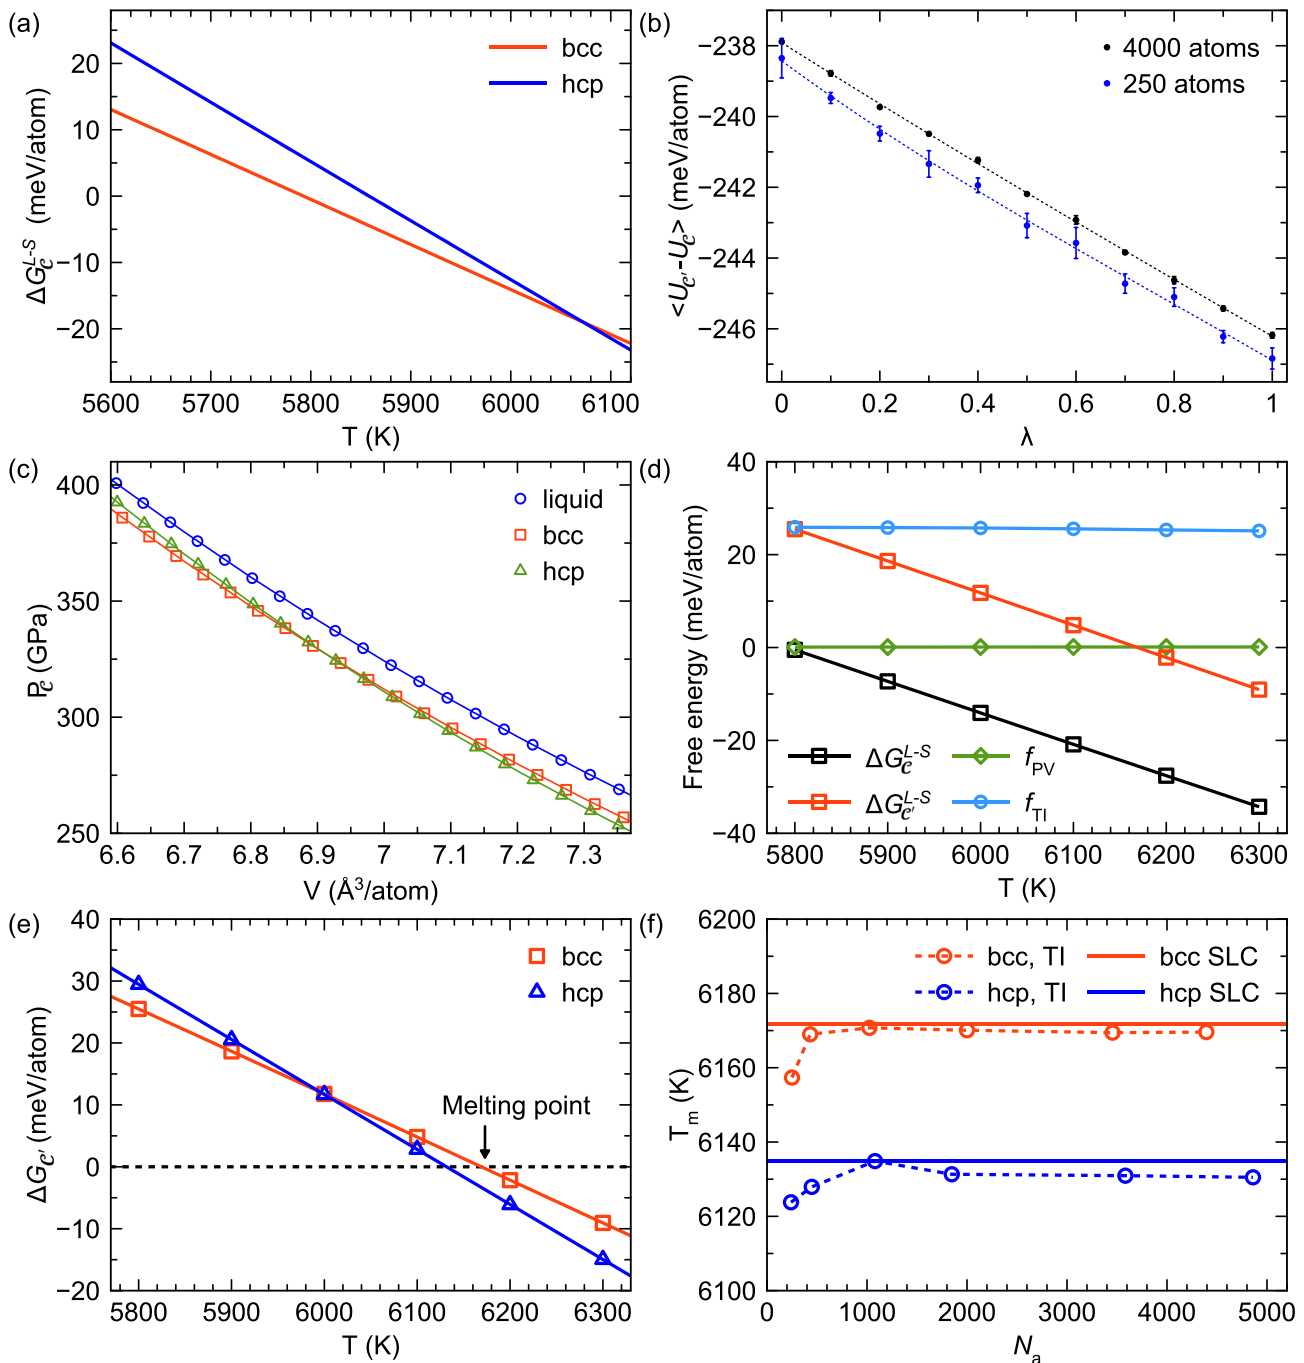 (a)
bcc
hcp
20
10
0
−10
−20
ΔG𝒞^L-S (meV/atom)
5600 5700 5800 5900 6000 6100
T (K)
(b)
4000 atoms
250 atoms
−238
−240
−242
−244
−246
<U𝒞'-U𝒞> (meV/atom)
0 0.2 0.4 0.6 0.8 1
λ
(c)
liquid
bcc
hcp
400
350
300
250
P𝒞 (GPa)
6.6 6.7 6.8 6.9 7 7.1 7.2 7.3
V (Å³/atom)
(d)
40
20
0
−20
−40
Free energy (meV/atom)
ΔG𝒞^L-S f_PV
ΔG𝒞'^L-S f_TI
5800 5900 6000 6100 6200 6300
T (K)
(e)
bcc
hcp
Melting point
40
30
20
10
0
−10
−20
ΔG𝒞' (meV/atom)
5800 5900 6000 6100 6200 6300
T (K)
(f)
bcc, TI bcc SLC
hcp, TI hcp SLC
6200
6180
6160
6140
6120
6100
T_m (K)
0 1000 2000 3000 4000 5000
N_a